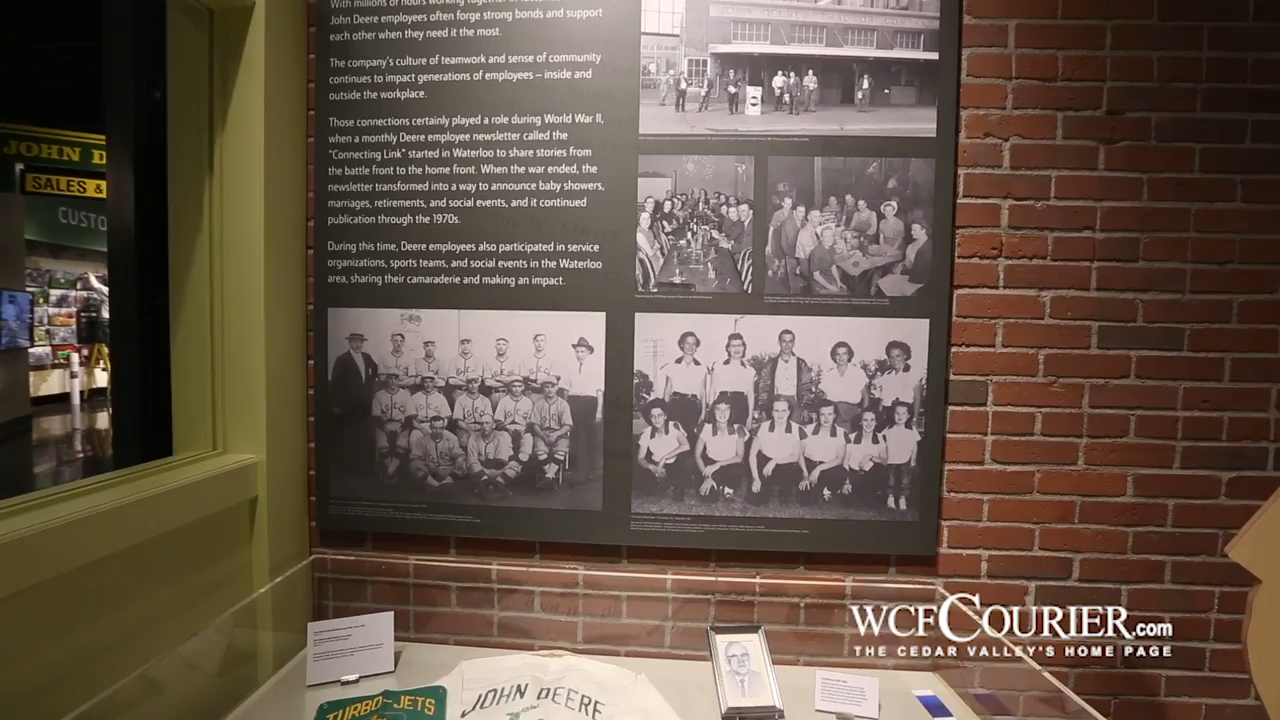 With millions of hours working together in
John Deere employees often forge strong bonds and support
each other when they need it the most.
The company's culture of teamwork and sense of community
continues to impact generations of employees – inside and
outside the workplace.
Those connections certainly played a role during World War II,
when a monthly Deere employee newsletter called the
"Connecting Link" started in Waterloo to share stories from
the battle front to the home front. When the war ended, the
newsletter transformed into a way to announce baby showers,
marriages, retirements, and social events, and it continued
publication through the 1970s.
During this time, Deere employees also participated in service
organizations, sports teams, and social events in the Waterloo
area, sharing their camaraderie and making an impact.
JOHN D
SALES &
CUSTO
JOHN DEERE TRACTOR COMPANY
TURBO-JETS
JOHN DEERE
WCFCOURIER.com
THE CEDAR VALLEY'S HOME PAGE